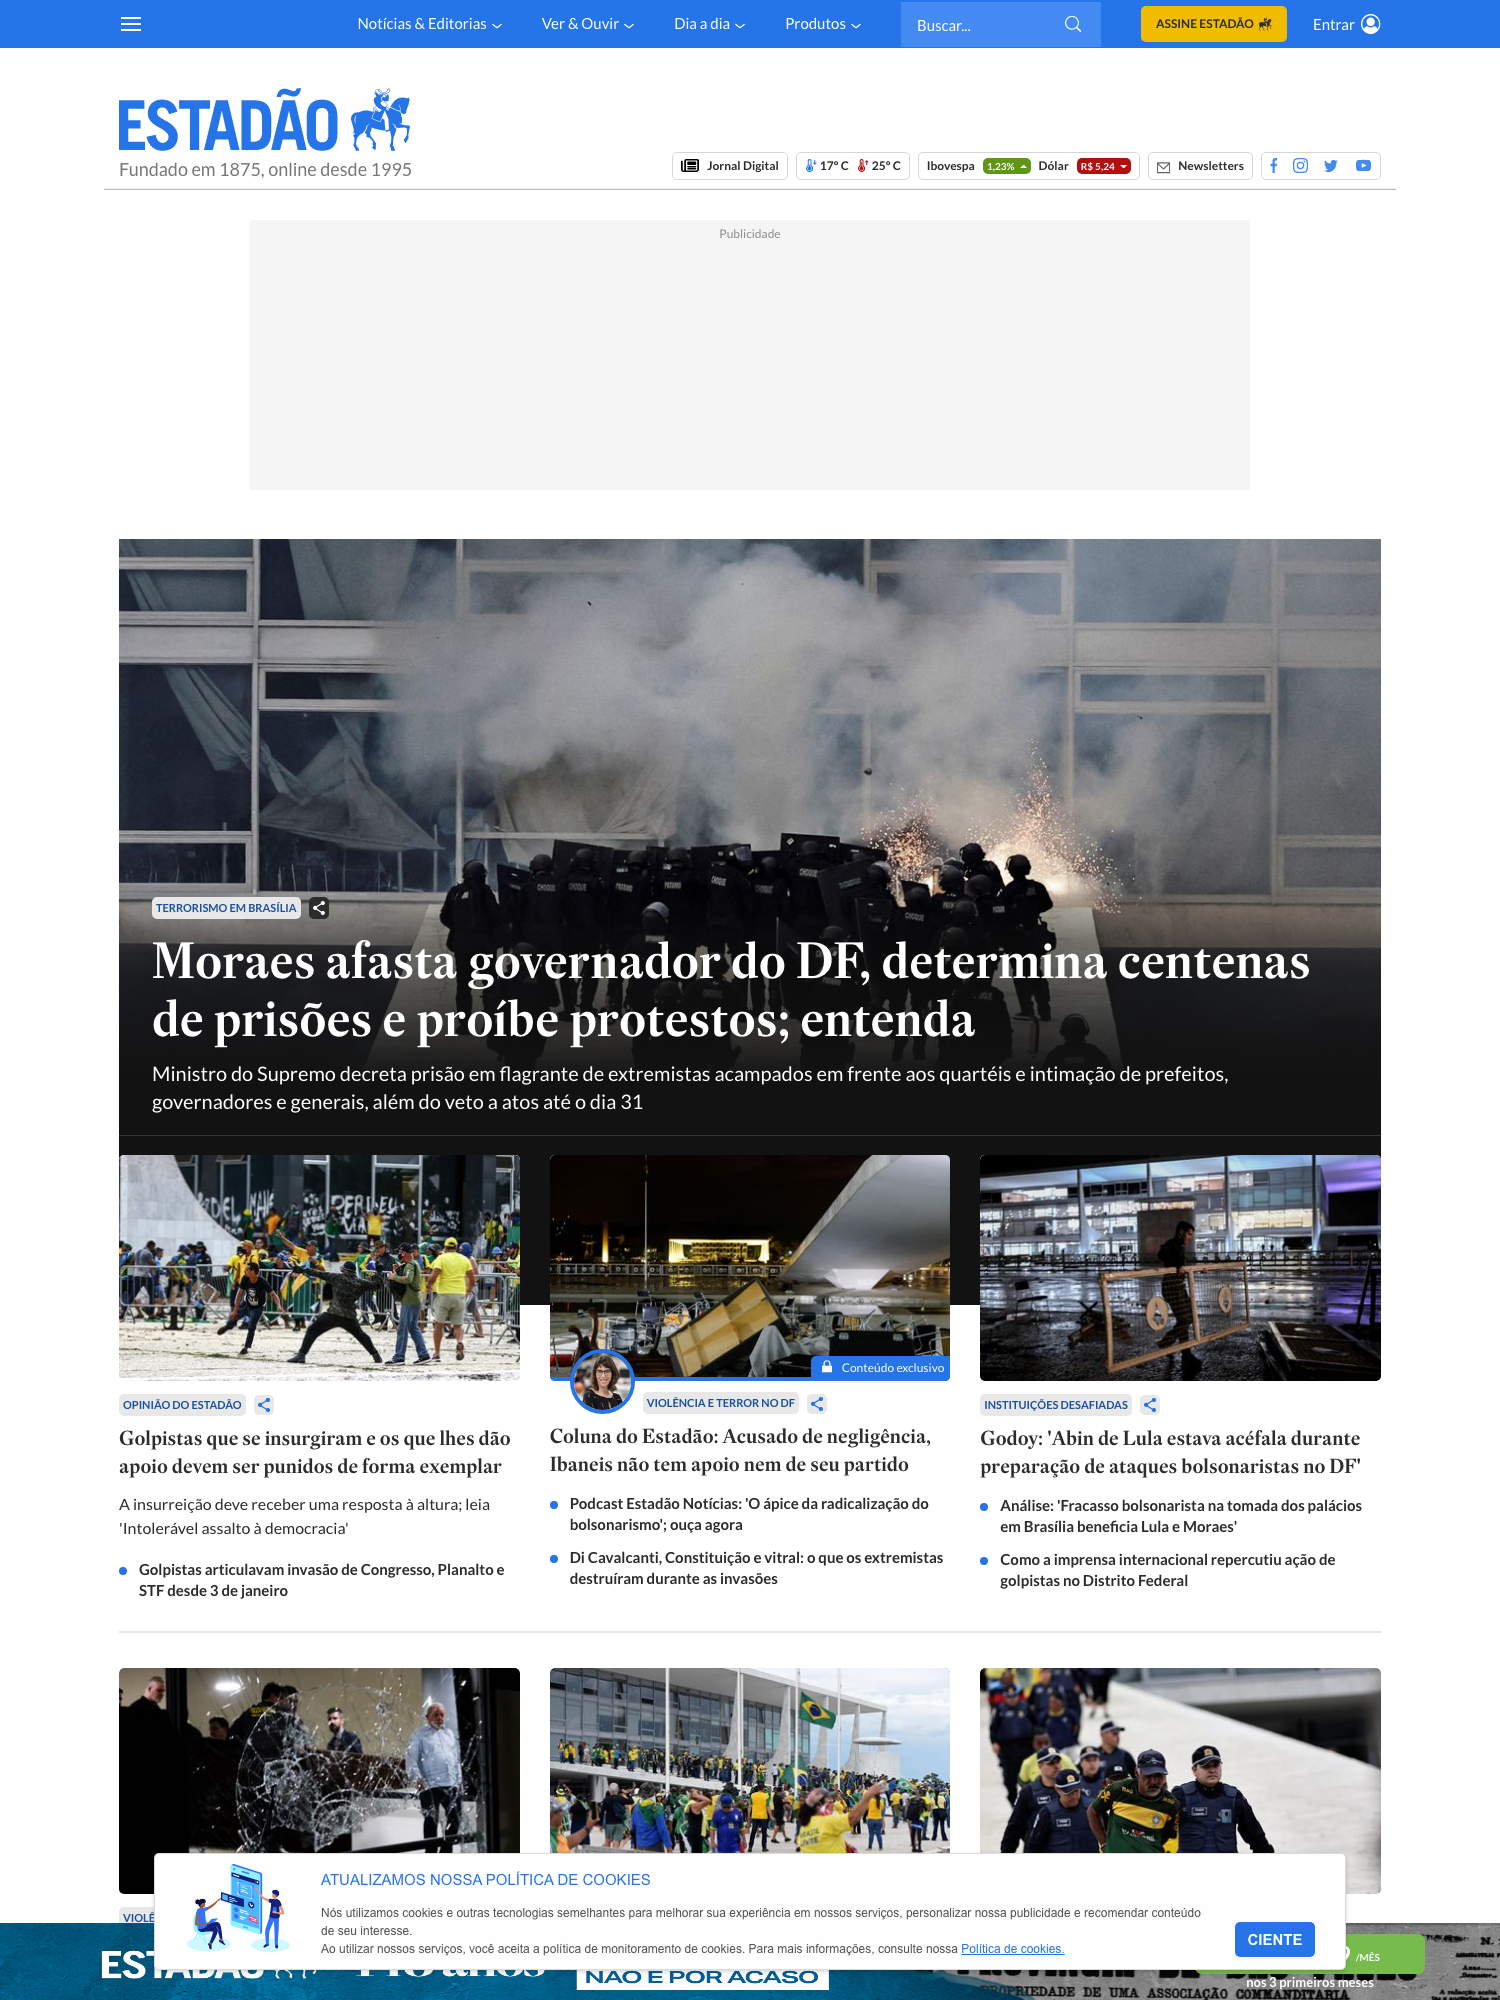 Notícias & Editorias
Ver & Ouvir
Dia a dia
Produtos
Buscar...
ASSINE ESTADÃO
Entrar
ESTADÃO
Fundado em 1875, online desde 1995
Jornal Digital
17º C 25º C
Ibovespa 1,23% Dólar R$ 5,24
Newsletters
Publicidade
CHOQUE
TERRORISMO EM BRASÍLIA
Moraes afasta governador do DF, determina centenas
de prisões e proíbe protestos; entenda
Ministro do Supremo decreta prisão em flagrante de extremistas acampados em frente aos quartéis e intimação de prefeitos,
governadores e generais, além do veto a atos até o dia 31
OPINIÃO DO ESTADÃO
Golpistas que se insurgiram e os que lhes dão
apoio devem ser punidos de forma exemplar
A insurreição deve receber uma resposta à altura; leia
'Intolerável assalto à democracia'
Golpistas articulavam invasão de Congresso, Planalto e
STF desde 3 de janeiro
Conteúdo exclusivo
VIOLÊNCIA E TERROR NO DF
Coluna do Estadão: Acusado de negligência,
Ibaneis não tem apoio nem de seu partido
Podcast Estadão Notícias: 'O ápice da radicalização do
bolsonarismo'; ouça agora
Di Cavalcanti, Constituição e vitral: o que os extremistas
destruíram durante as invasões
INSTITUIÇÕES DESAFIADAS
Godoy: 'Abin de Lula estava acéfala durante
preparação de ataques bolsonaristas no DF'
Análise: 'Fracasso bolsonarista na tomada dos palácios
em Brasília beneficia Lula e Moraes'
Como a imprensa internacional repercutiu ação de
golpistas no Distrito Federal
VIOLÊ
ATUALIZAMOS NOSSA POLÍTICA DE COOKIES
Nós utilizamos cookies e outras tecnologias semelhantes para melhorar sua experiência em nossos serviços, personalizar nossa publicidade e recomendar conteúdo
de seu interesse.
Ao utilizar nossos serviços, você aceita a política de monitoramento de cookies. Para mais informações, consulte nossa Política de cookies.
CIENTE
NÃO É POR ACASO
/MÊS
nos 3 primeiros meses
PROPRIEDADE DE UMA ASSOCIAÇÃO COMMANDITARIA